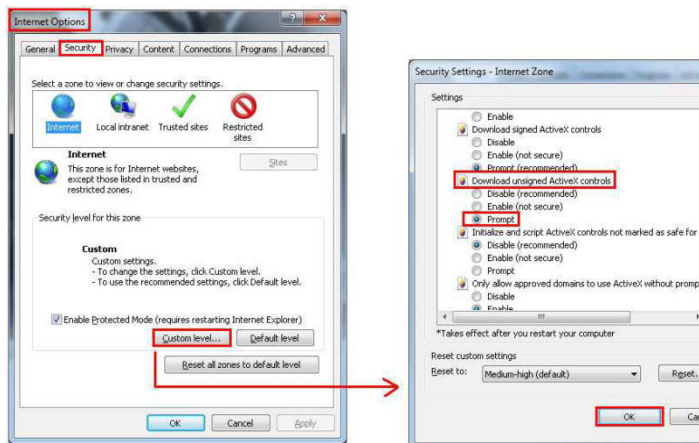 Internet Options
General Security Privacy Content Connections Programs Advanced
Select a zone to view or change security settings.
Internet Local intranet Trusted sites Restricted
sites
Internet
This zone is for Internet websites,
except those listed in trusted and
restricted zones.
Sites
Security level for this zone
Custom
Custom settings.
- To change the settings, click Custom level.
- To use the recommended settings, click Default level.
Enable Protected Mode (requires restarting Internet Explorer)
Custom level... Default level
Reset all zones to default level
OK Cancel Apply
Security Settings - Internet Zone
Settings
Enable
Download signed ActiveX controls
Disable
Enable (not secure)
Prompt (recommended)
Download unsigned ActiveX controls
Disable (recommended)
Enable (not secure)
Prompt
Initialize and script ActiveX controls not marked as safe for
Disable (recommended)
Enable (not secure)
Prompt
Only allow approved domains to use ActiveX without promp
Disable
Enable
*Takes effect after you restart your computer
Reset custom settings
Reset to: Medium-high (default) Reset.
OK Ca